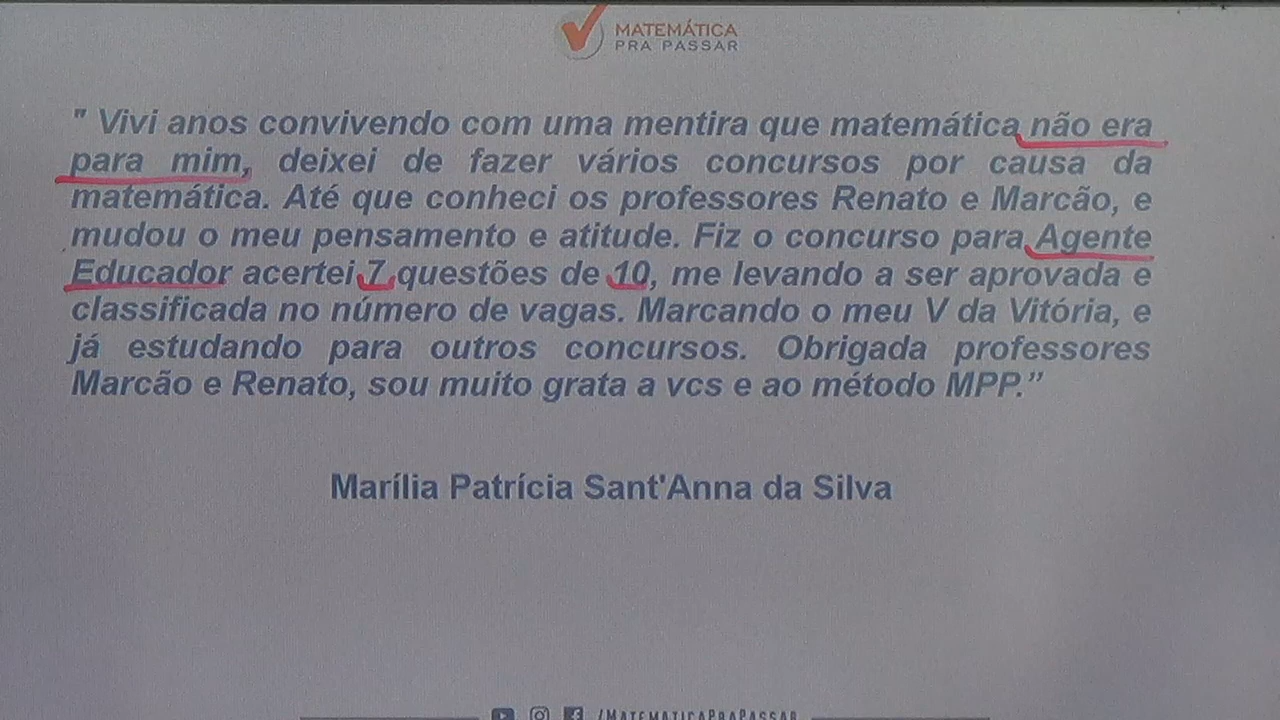 MATEMÁTICA
PRA PASSAR
" Vivi anos convivendo com uma mentira que matemática não era
para mim, deixei de fazer vários concursos por causa da
matemática. Até que conheci os professores Renato e Marcão, e
mudou o meu pensamento e atitude. Fiz o concurso para Agente
Educador acertei 7 questões de 10, me levando a ser aprovada e
classificada no número de vagas. Marcando o meu V da Vitória, e
já estudando para outros concursos. Obrigada professores
Marcão e Renato, sou muito grata a vcs e ao método MPP.”
Marília Patrícia Sant'Anna da Silva
/MATEMATICAPRAPASSAR